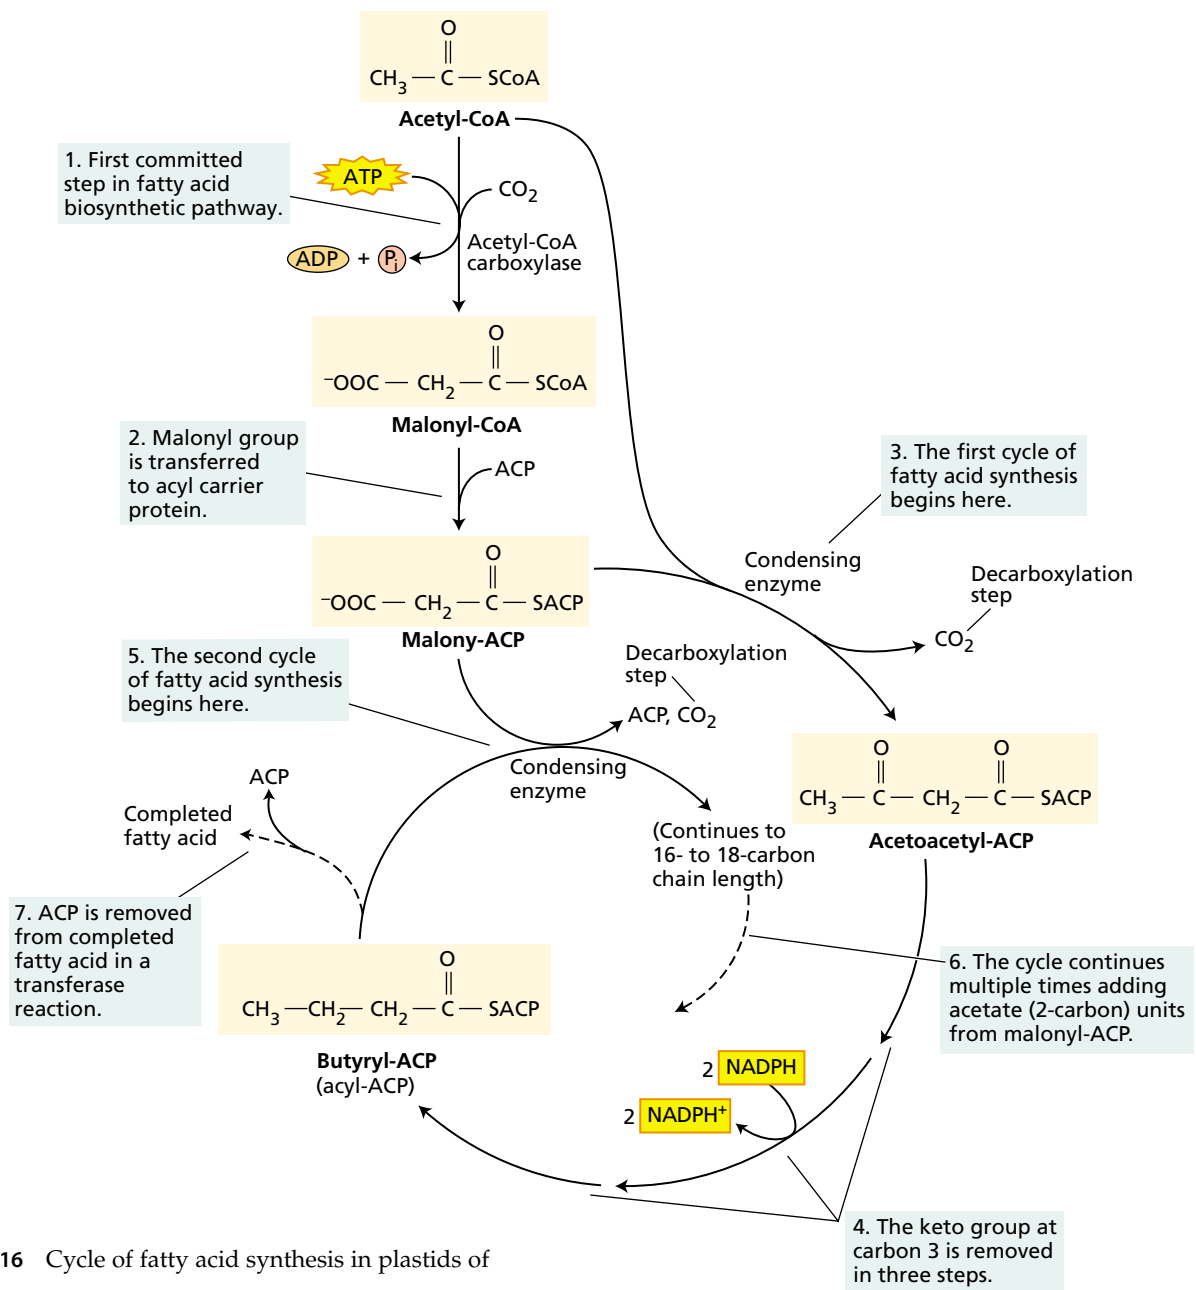 O
CH3 — C — SCoA
Acetyl-CoA
1. First committed
step in fatty acid
biosynthetic pathway.
ATP
CO2
ADP + Pi
Acetyl-CoA
carboxylase
O
−OOC — CH2 — C — SCoA
Malonyl-CoA
2. Malonyl group
is transferred
to acyl carrier
protein.
ACP
3. The first cycle of
fatty acid synthesis
begins here.
O
−OOC — CH2 — C — SACP
Malony-ACP
Condensing
enzyme
Decarboxylation
step
CO2
5. The second cycle
of fatty acid synthesis
begins here.
Decarboxylation
step
ACP, CO2
Condensing
enzyme
O O
CH3 — C — CH2 — C — SACP
Acetoacetyl-ACP
ACP
Completed
fatty acid
(Continues to
16- to 18-carbon
chain length)
7. ACP is removed
from completed
fatty acid in a
transferase
reaction.
O
CH3 —CH2— CH2 — C — SACP
Butyryl-ACP
(acyl-ACP)
6. The cycle continues
multiple times adding
acetate (2-carbon) units
from malonyl-ACP.
2 NADPH
2 NADPH+
4. The keto group at
carbon 3 is removed
in three steps.
16 Cycle of fatty acid synthesis in plastids of